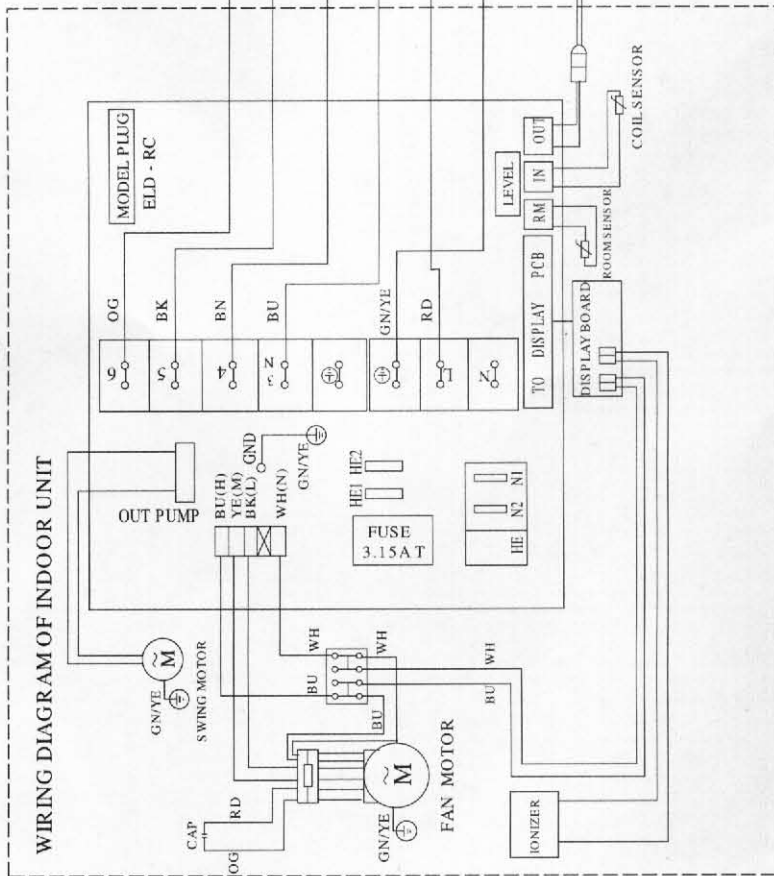 WIRING DIAGRAM OF INDOOR UNIT
MODEL PLUG
ELD - RC
OG
BK
BN
BU
GN/YE
RD
6
5
4
3 N
L
N
OUT PUMP
BU(H)
YE(M)
BK(L)
WH(N)
GND
GN/YE
HE1
HE2
FUSE
3.15A T
HE
N2
N1
TO DISPLAY PCB
LEVEL
RM
IN
OUT
ROOM SENSOR
COIL SENSOR
DISPLAY BOARD
M
GN/YE
SWING MOTOR
BU
WH
BU
WH
BU
WH
CAP
RD
OG
M
GN/YE
FAN MOTOR
IONIZER